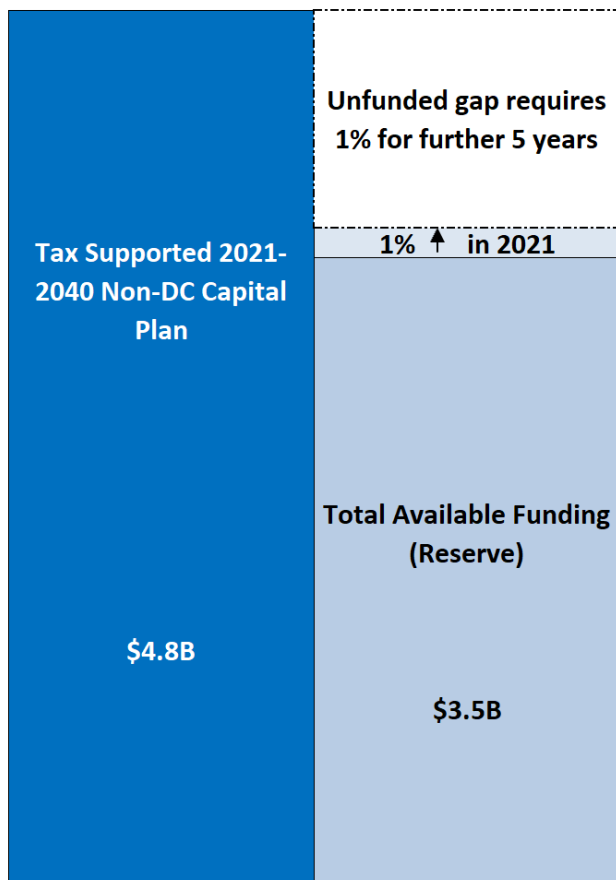 Unfunded gap requires
1% for further 5 years
1% ↑ in 2021
Tax Supported 2021-
2040 Non-DC Capital
Plan
$4.8B
Total Available Funding
(Reserve)
$3.5B